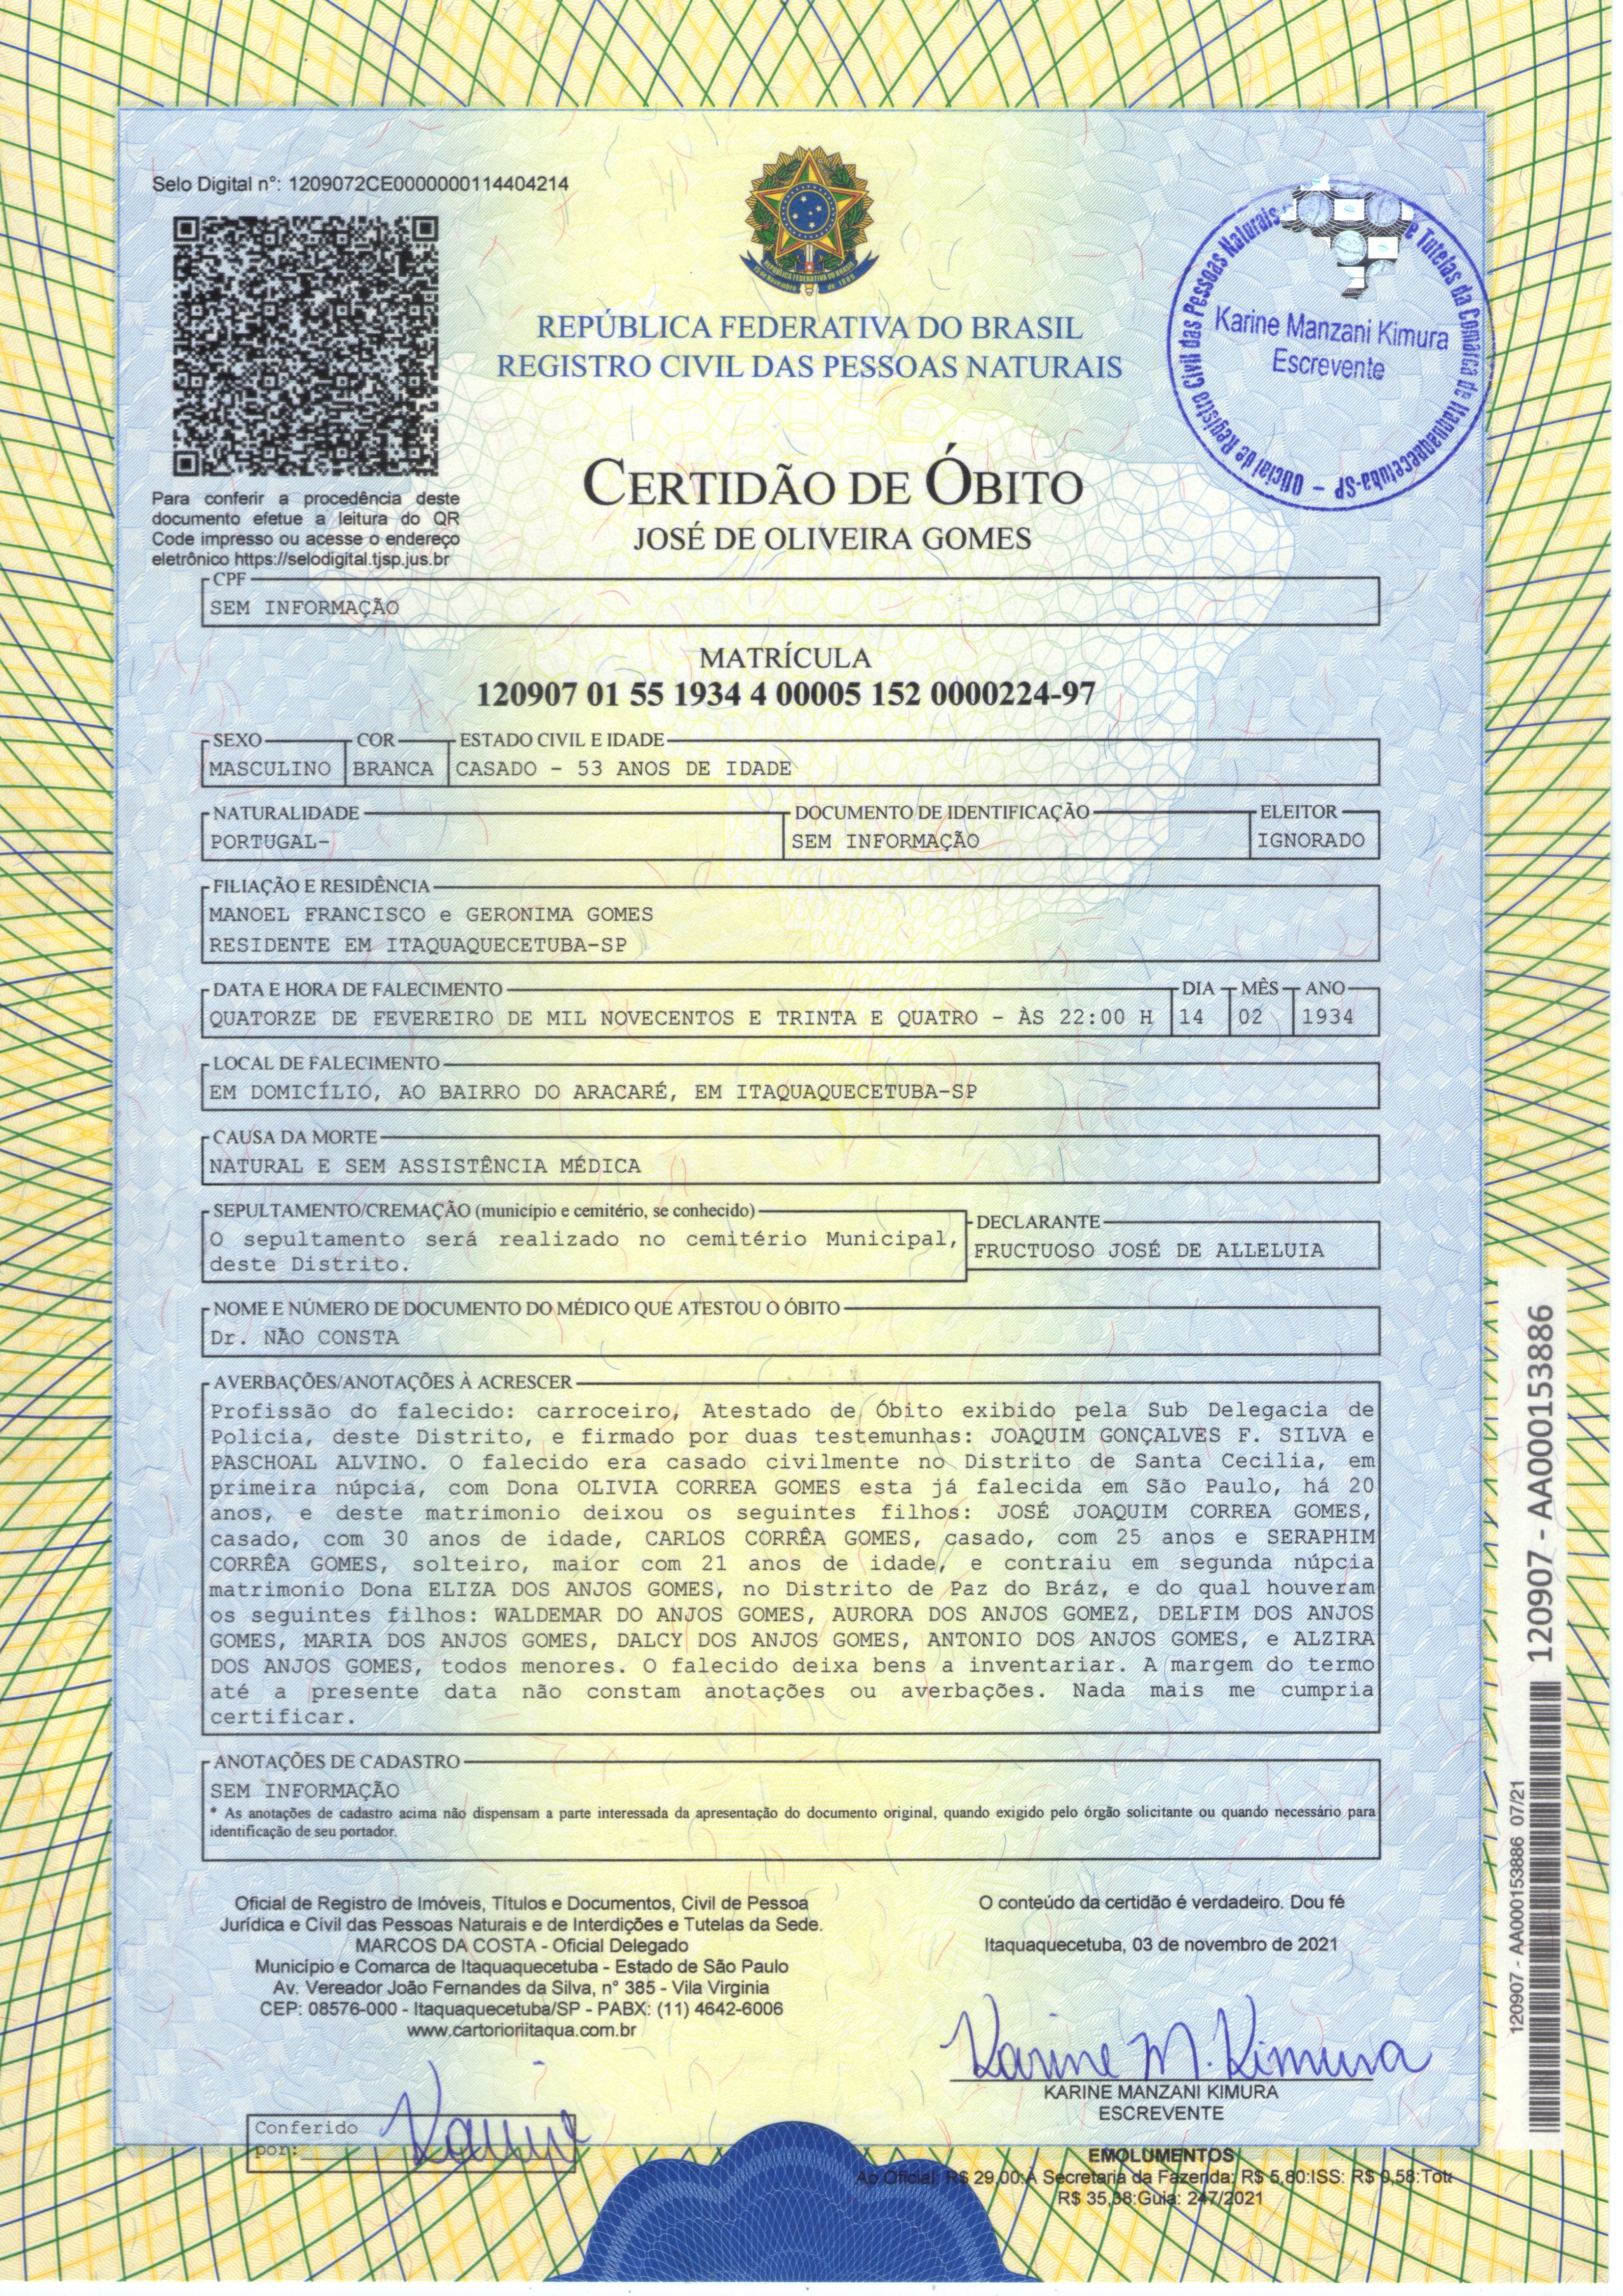 Selo Digital n°: 1209072CE0000000114404214
Para conferir a procedência deste
documento efetue a leitura do QR
Code impresso ou acesse o endereço
eletrônico https://selodigital.tjsp.jus.br
REPÚBLICA FEDERATIVA DO BRASIL
REGISTRO CIVIL DAS PESSOAS NATURAIS
Oficial de Registro Civil das Pessoas Naturais e Tutelas da Comarca de Itaquaquecetuba-SP -
Karine Manzani Kimura
Escrevente
CERTIDÃO DE ÓBITO
JOSÉ DE OLIVEIRA GOMES
CPF
SEM INFORMAÇÃO
MATRÍCULA
120907 01 55 1934 4 00005 152 0000224-97
SEXO COR ESTADO CIVIL E IDADE
MASCULINO BRANCA CASADO - 53 ANOS DE IDADE
NATURALIDADE DOCUMENTO DE IDENTIFICAÇÃO ELEITOR
PORTUGAL- SEM INFORMAÇÃO IGNORADO
FILIAÇÃO E RESIDÊNCIA
MANOEL FRANCISCO e GERONIMA GOMES
RESIDENTE EM ITAQUAQUECETUBA-SP
DATA E HORA DE FALECIMENTO DIA MÊS ANO
QUATORZE DE FEVEREIRO DE MIL NOVECENTOS E TRINTA E QUATRO - ÀS 22:00 H 14 02 1934
LOCAL DE FALECIMENTO
EM DOMICÍLIO, AO BAIRRO DO ARACARÉ, EM ITAQUAQUECETUBA-SP
CAUSA DA MORTE
NATURAL E SEM ASSISTÊNCIA MÉDICA
SEPULTAMENTO/CREMAÇÃO (município e cemitério, se conhecido)
O sepultamento será realizado no cemitério Municipal,
deste Distrito.
DECLARANTE
FRUCTUOSO JOSÉ DE ALLELUIA
NOME E NÚMERO DE DOCUMENTO DO MÉDICO QUE ATESTOU O ÓBITO
Dr. NÃO CONSTA
AVERBAÇÕES/ANOTAÇÕES À ACRESCER
Profissão do falecido: carroceiro, Atestado de Óbito exibido pela Sub Delegacia de
Policia, deste Distrito, e firmado por duas testemunhas: JOAQUIM GONÇALVES F. SILVA e
PASCHOAL ALVINO. O falecido era casado civilmente no Distrito de Santa Cecilia, em
primeira núpcia, com Dona OLIVIA CORREA GOMES esta já falecida em São Paulo, há 20
anos, e deste matrimonio deixou os seguintes filhos: JOSÉ JOAQUIM CORREA GOMES,
casado, com 30 anos de idade, CARLOS CORRÊA GOMES, casado, com 25 anos e SERAPHIM
CORRÊA GOMES, solteiro, maior com 21 anos de idade, e contraiu em segunda núpcia
matrimonio Dona ELIZA DOS ANJOS GOMES, no Distrito de Paz do Bráz, e do qual houveram
os seguintes filhos: WALDEMAR DO ANJOS GOMES, AURORA DOS ANJOS GOMEZ, DELFIM DOS ANJOS
GOMES, MARIA DOS ANJOS GOMES, DALCY DOS ANJOS GOMES, ANTONIO DOS ANJOS GOMES, e ALZIRA
DOS ANJOS GOMES, todos menores. O falecido deixa bens a inventariar. A margem do termo
até a presente data não constam anotações ou averbações. Nada mais me cumpria
certificar.
ANOTAÇÕES DE CADASTRO
SEM INFORMAÇÃO
* As anotações de cadastro acima não dispensam a parte interessada da apresentação do documento original, quando exigido pelo órgão solicitante ou quando necessário para
identificação de seu portador.
Oficial de Registro de Imóveis, Títulos e Documentos, Civil de Pessoa
Jurídica e Civil das Pessoas Naturais e de Interdições e Tutelas da Sede.
MARCOS DA COSTA - Oficial Delegado
Município e Comarca de Itaquaquecetuba - Estado de São Paulo
Av. Vereador João Fernandes da Silva, n° 385 - Vila Virginia
CEP: 08576-000 - Itaquaquecetuba/SP - PABX: (11) 4642-6006
www.cartorioriitaqua.com.br
O conteúdo da certidão é verdadeiro. Dou fé
Itaquaquecetuba, 03 de novembro de 2021
Karine M. Kimura
KARINE MANZANI KIMURA
ESCREVENTE
Conferido
por:
EMOLUMENTOS
Ao Oficial: R$ 29,00:À Secretaria da Fazenda: R$ 5,80:ISS: R$ 0,58:Tot
R$ 35,38:Guia: 247/2021
120907 - AA000153886
120907 - AA000153886 07/21